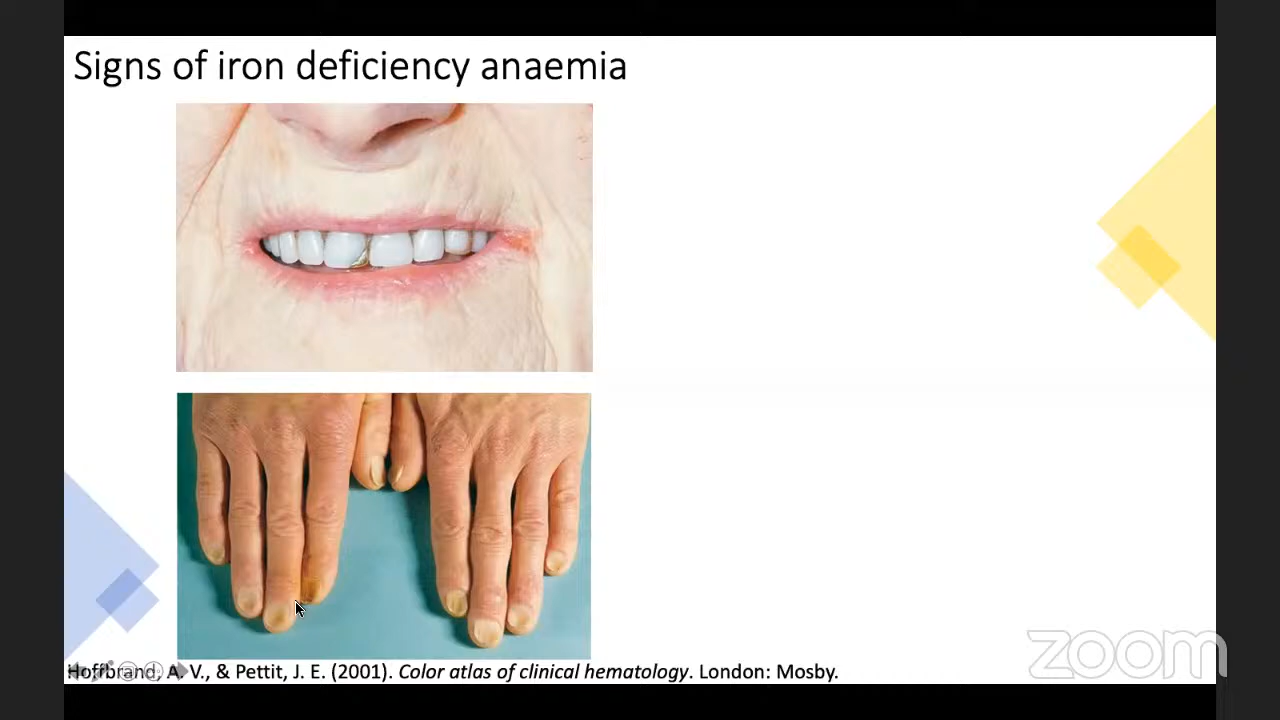 Signs of iron deficiency anaemia
Hoffbrand, A. V., & Pettit, J. E. (2001). Color atlas of clinical hematology. London: Mosby.
zoom